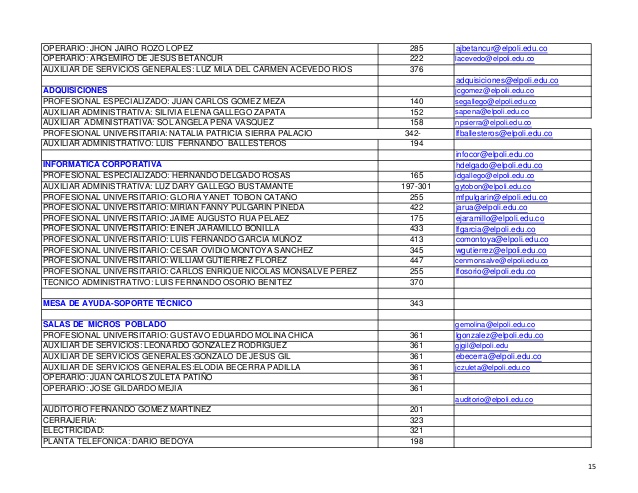 OPERARIO: JHON JAIRO ROZO LOPEZ 285 ajbetancur@elpoli.edu.co
OPERARIO: ARGEMIRO DE JESUS BETANCUR 222 lacevedo@elpoli.edu.co
AUXILIAR DE SERVICIOS GENERALES: LUZ MILA DEL CARMEN ACEVEDO RIOS 376
adquisiciones@elpoli.edu.co
ADQUISICIONES jcgomez@elpoli.edu.co
PROFESIONAL ESPECIALIZADO: JUAN CARLOS GOMEZ MEZA 140 segallego@elpoli.edu.co
AUXILIAR ADMINISTRATIVA: SILIVIA ELENA GALLEGO ZAPATA 152 sapena@elpoli.edu.co
AUXILIAR ADMINISTRATIVA: SOL ANGELA PEÑA VASQUEZ 158 npsierra@elpoli.edu.co
PROFESIONAL UNIVERSITARIA: NATALIA PATRICIA SIERRA PALACIO 342- lfballesteros@elpoli.edu.co
AUXILIAR ADMINISTRATIVO: LUIS FERNANDO BALLESTEROS 194
infocor@elpoli.edu.co
INFORMATICA CORPORATIVA hdelgado@elpoli.edu.co
PROFESIONAL ESPECIALIZADO: HERNANDO DELGADO ROSAS 165 ldgallego@elpoli.edu.co
AUXILIAR ADMINISTRATIVA: LUZ DARY GALLEGO BUSTAMANTE 197-301 gytobon@elpoli.edu.co
PROFESIONAL UNIVERSITARIO: GLORIA YANET TOBON CATAÑO 255 mfpulgarin@elpoli.edu.co
PROFESIONAL UNIVERSITARIO: MIRIAN FANNY PULGARIN PINEDA 422 jarua@elpoli.edu.co
PROFESIONAL UNIVERSITARIO: JAIME AUGUSTO RUA PELAEZ 175 ejaramillo@elpoli.edu.co
PROFESIONAL UNIVERSITARIO: EINER JARAMILLO BONILLA 433 lfgarcia@elpoli.edu.co
PROFESIONAL UNIVERSITARIO: LUIS FERNANDO GARCIA MUÑOZ 413 comontoya@elpoli.edu.co
PROFESIONAL UNIVERSITARIO: CESAR OVIDIO MONTOYA SANCHEZ 345 wgutierrez@elpoli.edu.co
PROFESIONAL UNIVERSITARIO: WILLIAM GUTIERREZ FLOREZ 447 cenmonsalve@elpoli.edu.co
PROFESIONAL UNIVERSITARIO: CARLOS ENRIQUE NICOLAS MONSALVE PEREZ 255 lfosorio@elpoli.edu.co
TECNICO ADMINISTRATIVO: LUIS FERNANDO OSORIO BENITEZ 370
MESA DE AYUDA-SOPORTE TÉCNICO 343
SALAS DE MICROS POBLADO gemolina@elpoli.edu.co
PROFESIONAL UNIVERSITARIO: GUSTAVO EDUARDO MOLINA CHICA 361 lgonzalez@elpoli.edu.co
AUXILIAR DE SERVICIOS: LEONARDO GONZALEZ RODRIGUEZ 361 gjgil@elpoli.edu
AUXILIAR DE SERVICIOS GENERALES:GONZALO DE JESUS GIL 361 ebecerra@elpoli.edu.co
AUXILIAR DE SERVICIOS GENERALES:ELODIA BECERRA PADILLA 361 jczuleta@elpoli.edu.co
OPERARIO: JUAN CARLOS ZULETA PATIÑO 361
OPERARIO: JOSE GILDARDO MEJIA 361
auditorio@elpoli.edu.co
AUDITORIO FERNANDO GOMEZ MARTINEZ 201
CERRAJERIA: 323
ELECTRICIDAD: 321
PLANTA TELEFONICA: DARIO BEDOYA 198
15